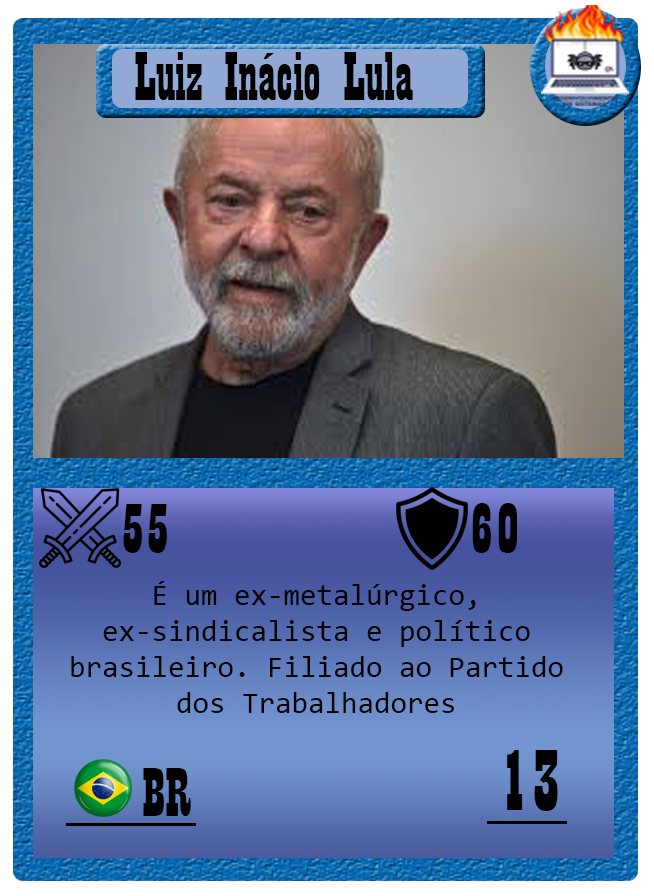 Luiz Inácio Lula
55
60
É um ex-metalúrgico,
ex-sindicalista e político
brasileiro. Filiado ao Partido
dos Trabalhadores
BR
13